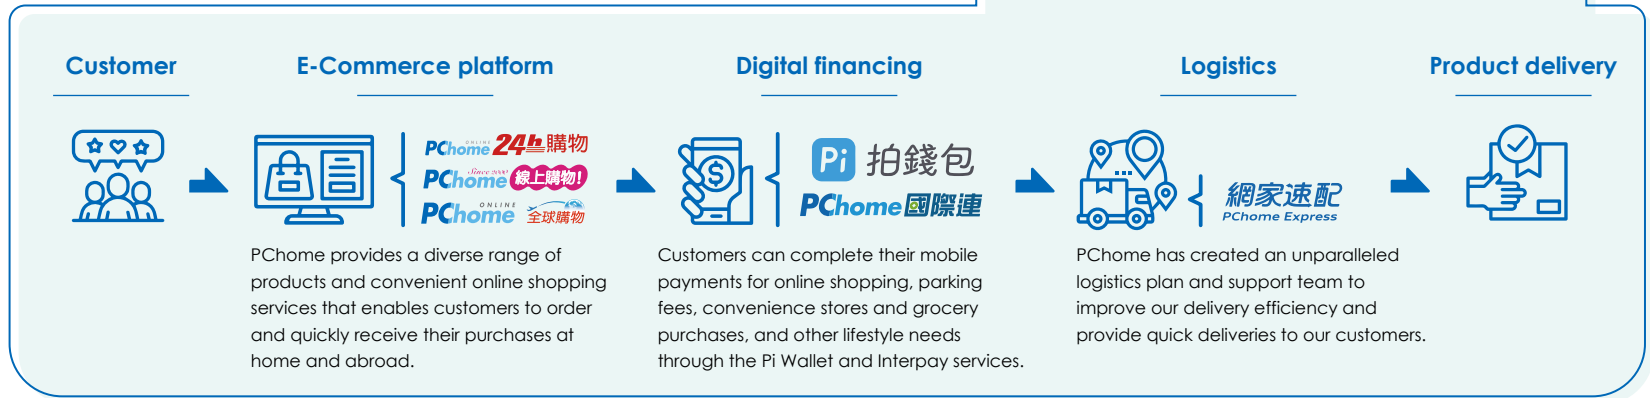 Customer
E-Commerce platform
Digital financing
Logistics
Product delivery
PChome ONLINE 24h購物
PChome Since 2000 線上購物!
PChome ONLINE 全球購物
PChome provides a diverse range of
products and convenient online shopping
services that enables customers to order
and quickly receive their purchases at
home and abroad.
Pi 拍錢包
PChome 國際連
Customers can complete their mobile
payments for online shopping, parking
fees, convenience stores and grocery
purchases, and other lifestyle needs
through the Pi Wallet and Interpay services.
網家速配
PChome Express
PChome has created an unparalleled
logistics plan and support team to
improve our delivery efficiency and
provide quick deliveries to our customers.